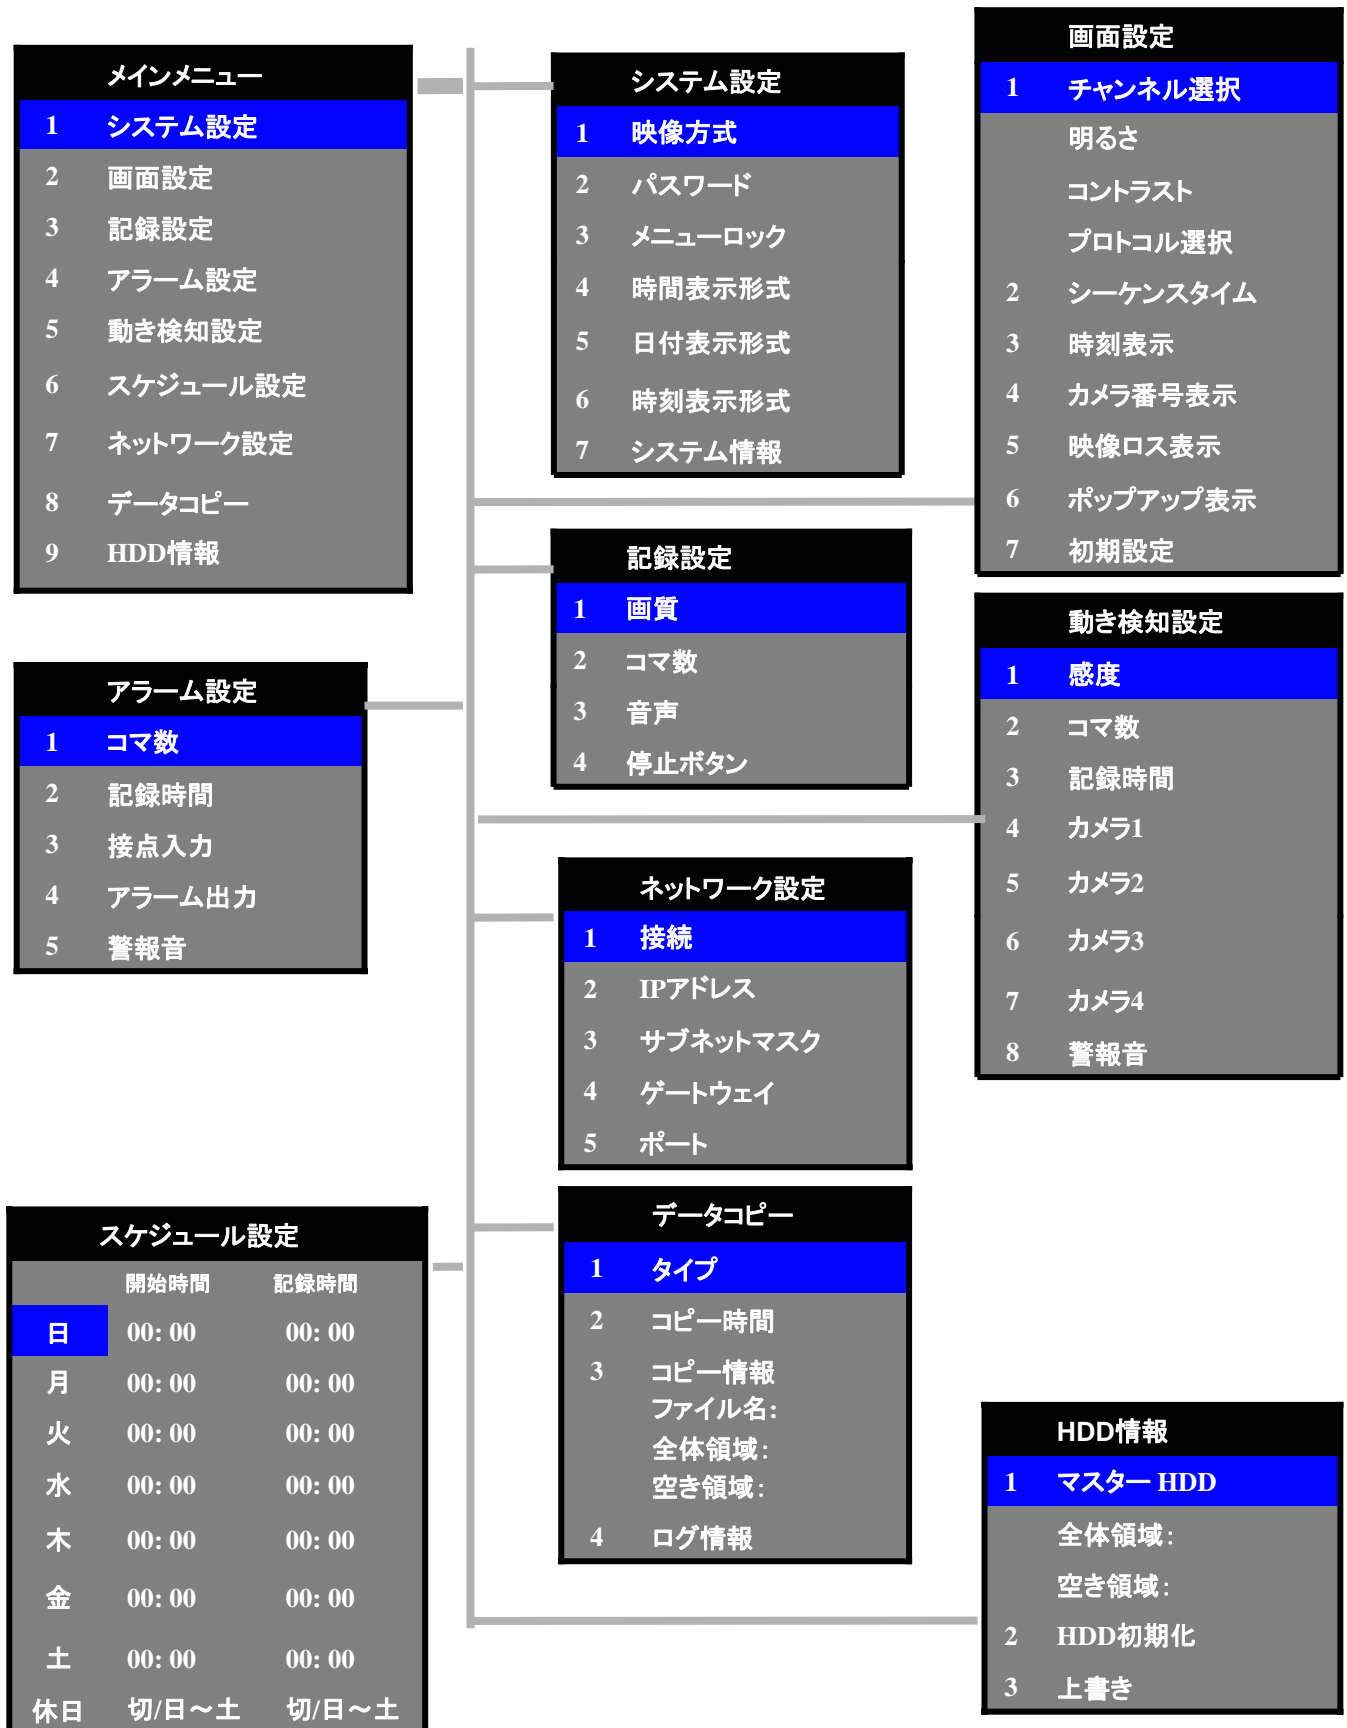 メインメニュー
1 システム設定
2 画面設定
3 記録設定
4 アラーム設定
5 動き検知設定
6 スケジュール設定
7 ネットワーク設定
8 データコピー
9 HDD情報
システム設定
1 映像方式
2 パスワード
3 メニューロック
4 時間表示形式
5 日付表示形式
6 時刻表示形式
7 システム情報
画面設定
1 チャンネル選択
明るさ
コントラスト
プロトコル選択
2 シーケンスタイム
3 時刻表示
4 カメラ番号表示
5 映像ロス表示
6 ポップアップ表示
7 初期設定
記録設定
1 画質
2 コマ数
3 音声
4 停止ボタン
アラーム設定
1 コマ数
2 記録時間
3 接点入力
4 アラーム出力
5 警報音
動き検知設定
1 感度
2 コマ数
3 記録時間
4 カメラ1
5 カメラ2
6 カメラ3
7 カメラ4
8 警報音
ネットワーク設定
1 接続
2 IPアドレス
3 サブネットマスク
4 ゲートウェイ
5 ポート
スケジュール設定
開始時間 記録時間
日 00: 00 00: 00
月 00: 00 00: 00
火 00: 00 00: 00
水 00: 00 00: 00
木 00: 00 00: 00
金 00: 00 00: 00
土 00: 00 00: 00
休日 切/日～土 切/日～土
データコピー
1 タイプ
2 コピー時間
3 コピー情報
ファイル名:
全体領域:
空き領域:
4 ログ情報
HDD情報
1 マスター HDD
全体領域:
空き領域:
2 HDD初期化
3 上書き